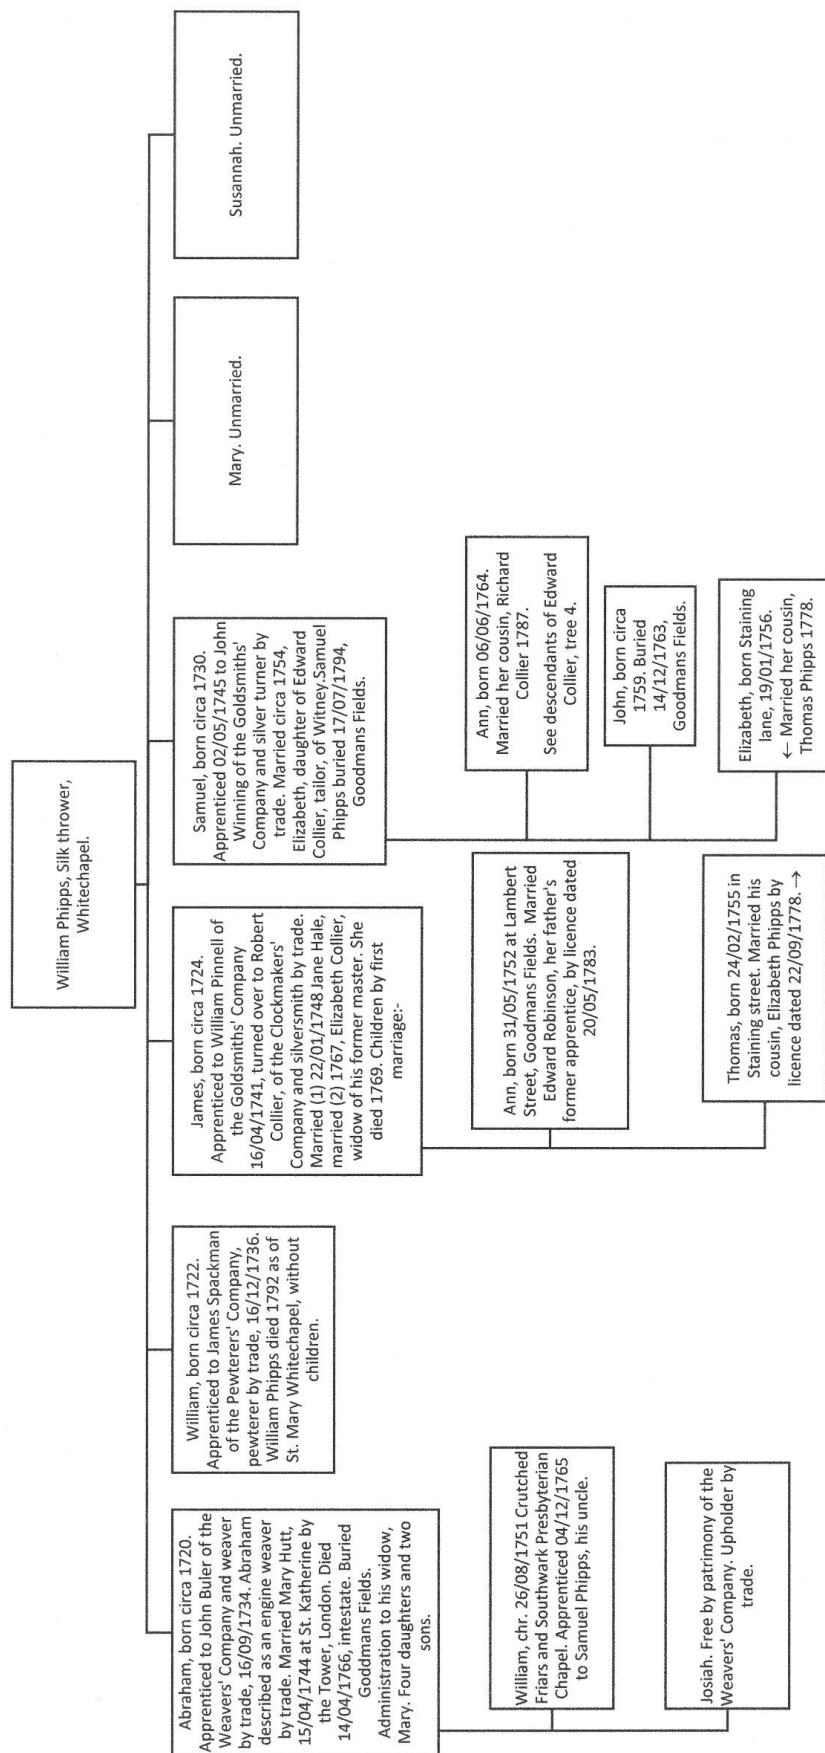 William Phipps, Silk thrower,
Whitechapel.
Abraham, born circa 1720.
Apprenticed to John Buler of the
Weavers' Company and weaver
by trade, 16/09/1734. Abraham
described as an engine weaver
by trade. Married Mary Hutt,
15/04/1744 at St. Katherine by
the Tower, London. Died
14/04/1766, intestate. Buried
Goddmans Fields.
Administration to his widow,
Mary. Four daughters and two
sons.
William, born circa 1722.
Apprenticed to James Spackman
of the Pewterers' Company,
pewterer by trade, 16/12/1736.
William Phipps died 1792 as of
St. Mary Whitechapel, without
children.
James, born circa 1724.
Apprenticed to William Pinnell of
the Goldsmiths' Company
16/04/1741, turned over to Robert
Collier, of the Clockmakers'
Company and silversmith by trade.
Married (1) 22/01/1748 Jane Hale,
married (2) 1767, Elizabeth Collier,
widow of his former master. She
died 1769. Children by first
marriage:-
Samuel, born circa 1730.
Apprenticed 02/05/1745 to John
Winning of the Goldsmiths'
Company and silver turner by
trade. Married circa 1754,
Elizabeth, daughter of Edward
Collier, tailor, of Witney.Samuel
Phipps buried 17/07/1794,
Goodmans Fields.
Mary. Unmarried.
Susannah. Unmarried.
William, chr. 26/08/1751 Crutched
Friars and Southwark Presbyterian
Chapel. Apprenticed 04/12/1765
to Samuel Phipps, his uncle.
Josiah. Free by patrimony of the
Weavers' Company. Upholder by
trade.
Ann, born 31/05/1752 at Lambert
Street, Goodmans Fields. Married
Edward Robinson, her father's
former apprentice, by licence dated
20/05/1783.
Thomas, born 24/02/1755 in
Staining street. Married his
cousin, Elizabeth Phipps by
licence dated 22/09/1778. →
Ann, born 06/06/1764.
Married her cousin, Richard
Collier 1787.
See descendants of Edward
Collier, tree 4.
John, born circa
1759. Buried
14/12/1763,
Goodmans Fields.
Elizabeth, born Staining
lane, 19/01/1756.
← Married her cousin,
Thomas Phipps 1778.